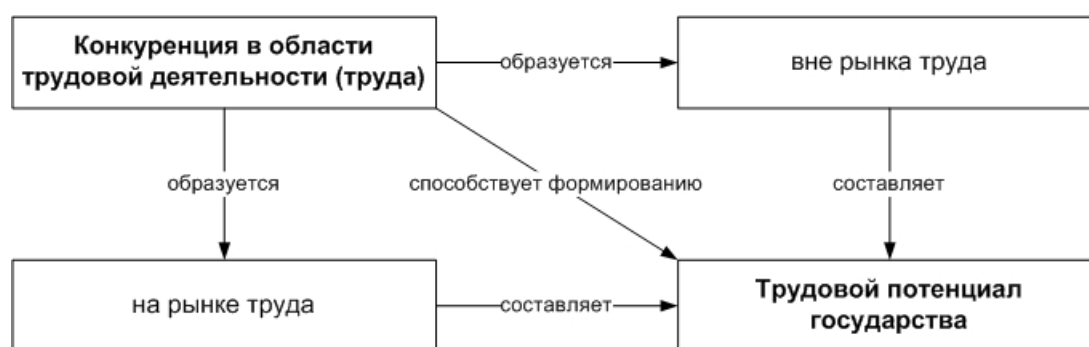 Конкуренция в области
трудовой деятельности (труда)
образуется
вне рынка труда
образуется
способствует формированию
составляет
на рынке труда
составляет
Трудовой потенциал
государства